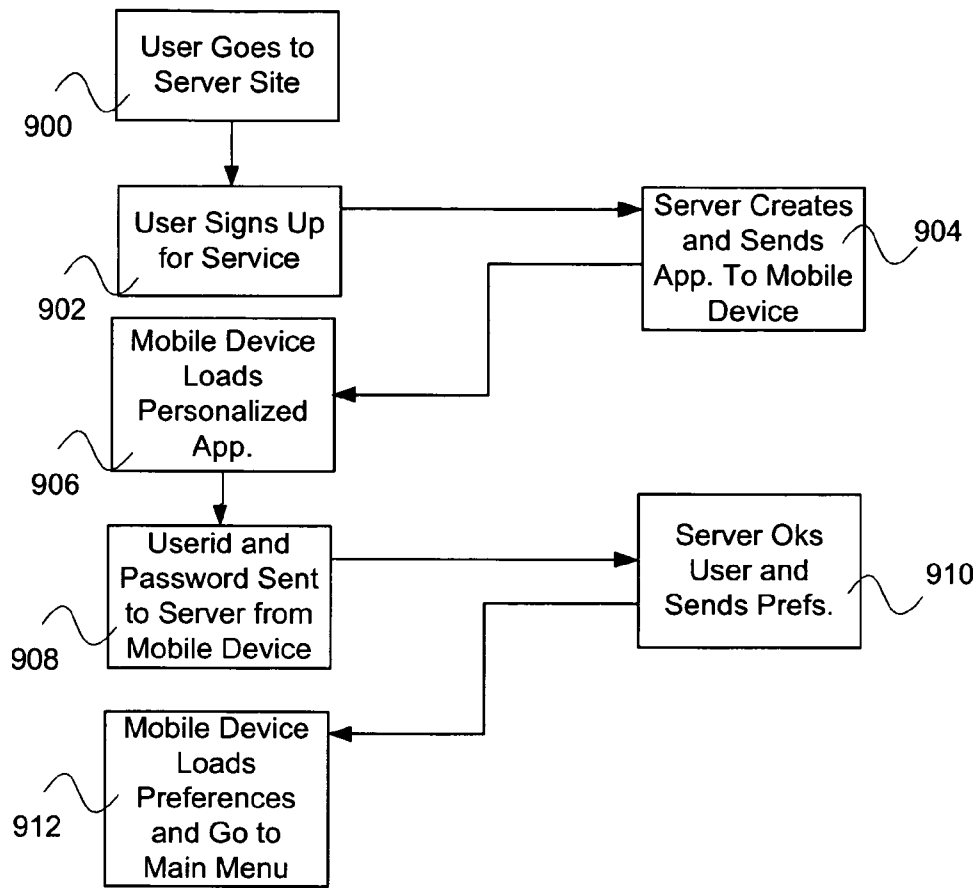 User Goes to
Server Site
900
User Signs Up
for Service
902
Server Creates
and Sends
App. To Mobile
Device
904
Mobile Device
Loads
Personalized
App.
906
Userid and
Password Sent
to Server from
Mobile Device
908
Server Oks
User and
Sends Prefs.
910
Mobile Device
Loads
Preferences
and Go to
Main Menu
912